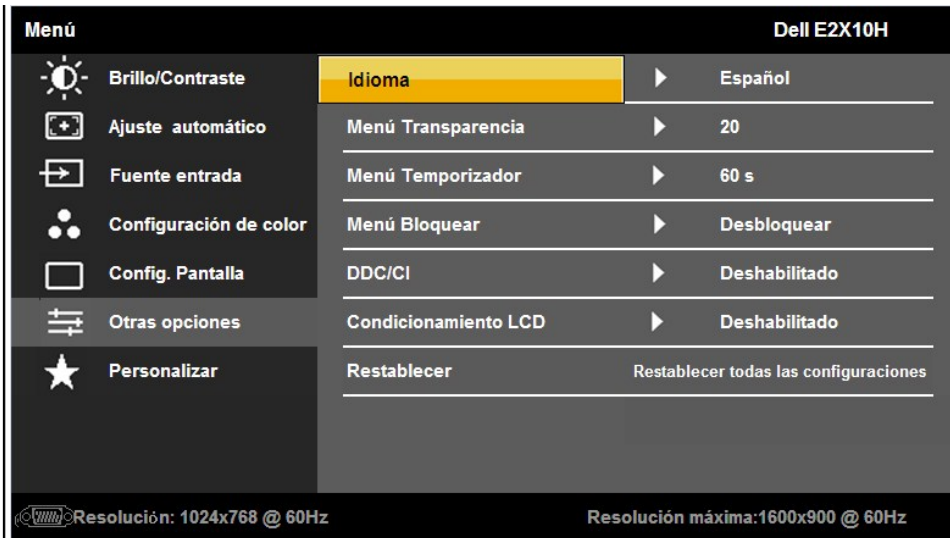 Menú Dell E2X10H
Brillo/Contraste Idioma Español
Ajuste automático Menú Transparencia 20
Fuente entrada Menú Temporizador 60 s
Configuración de color Menú Bloquear Desbloquear
Config. Pantalla DDC/CI Deshabilitado
Otras opciones Condicionamiento LCD Deshabilitado
Personalizar Restablecer Restablecer todas las configuraciones
Resolución: 1024x768 @ 60Hz Resolución máxima:1600x900 @ 60Hz